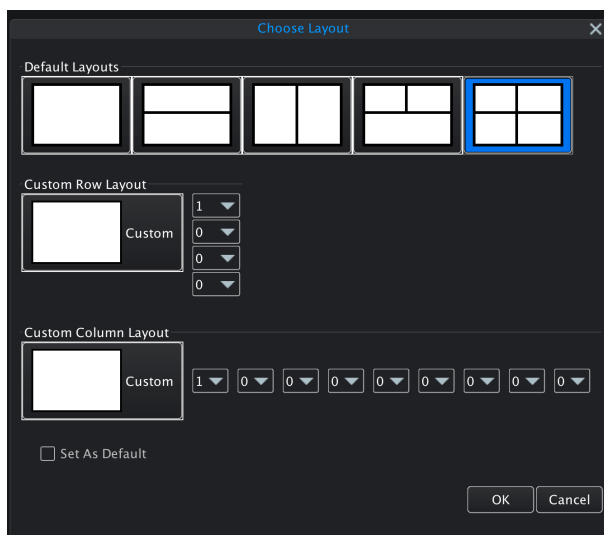 Choose Layout
Default Layouts
Custom Row Layout
Custom
1
0
0
0
Custom Column Layout
Custom
1 0 0 0 0 0 0 0 0
Set As Default
OK Cancel